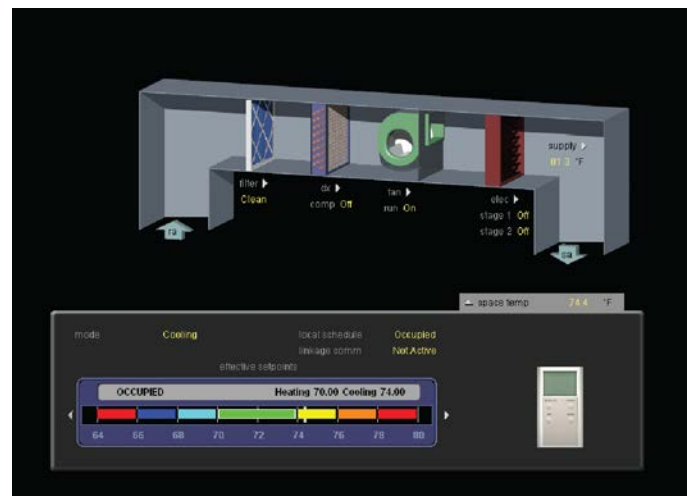 supply
81.3 °F
filter
Clean
dx
comp Off
fan
run On
elec
stage 1 Off
stage 2 Off
ra
sa
space temp 74.4 °F
mode Cooling
local schedule Occupied
linkage comm Not Active
effective setpoints
OCCUPIED Heating 70.00 Cooling 74.00
64 66 68 70 72 74 76 78 80